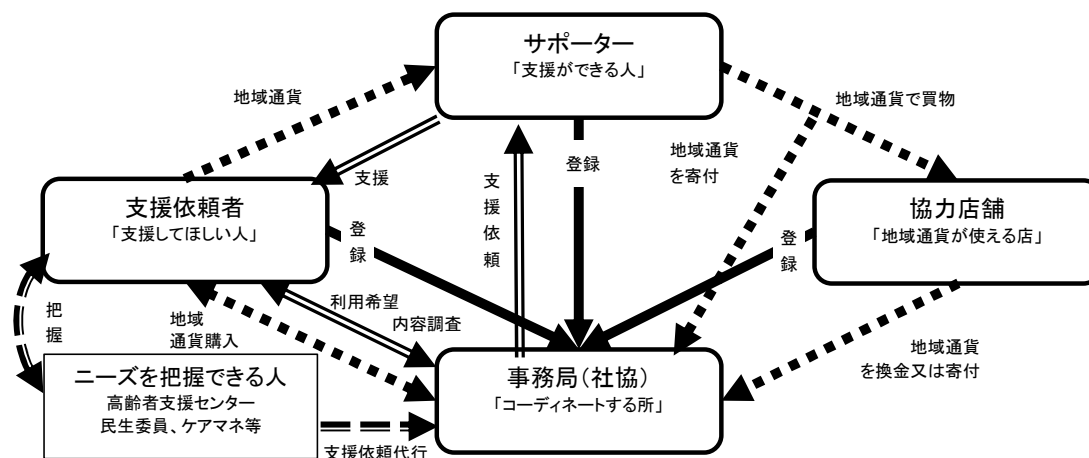 サポーター
「支援ができる人」
地域通貨
地域通貨で買物
支援
登録
地域通貨
を寄付
支援依頼
支援依頼者
「支援してほしい人」
協力店舗
「地域通貨が使える店」
登録
登録
把握
利用希望
内容調査
地域
通貨購入
地域通貨
を換金又は寄付
ニーズを把握できる人
高齢者支援センター
民生委員、ケアマネ等
事務局(社協)
「コーディネートする所」
支援依頼代行